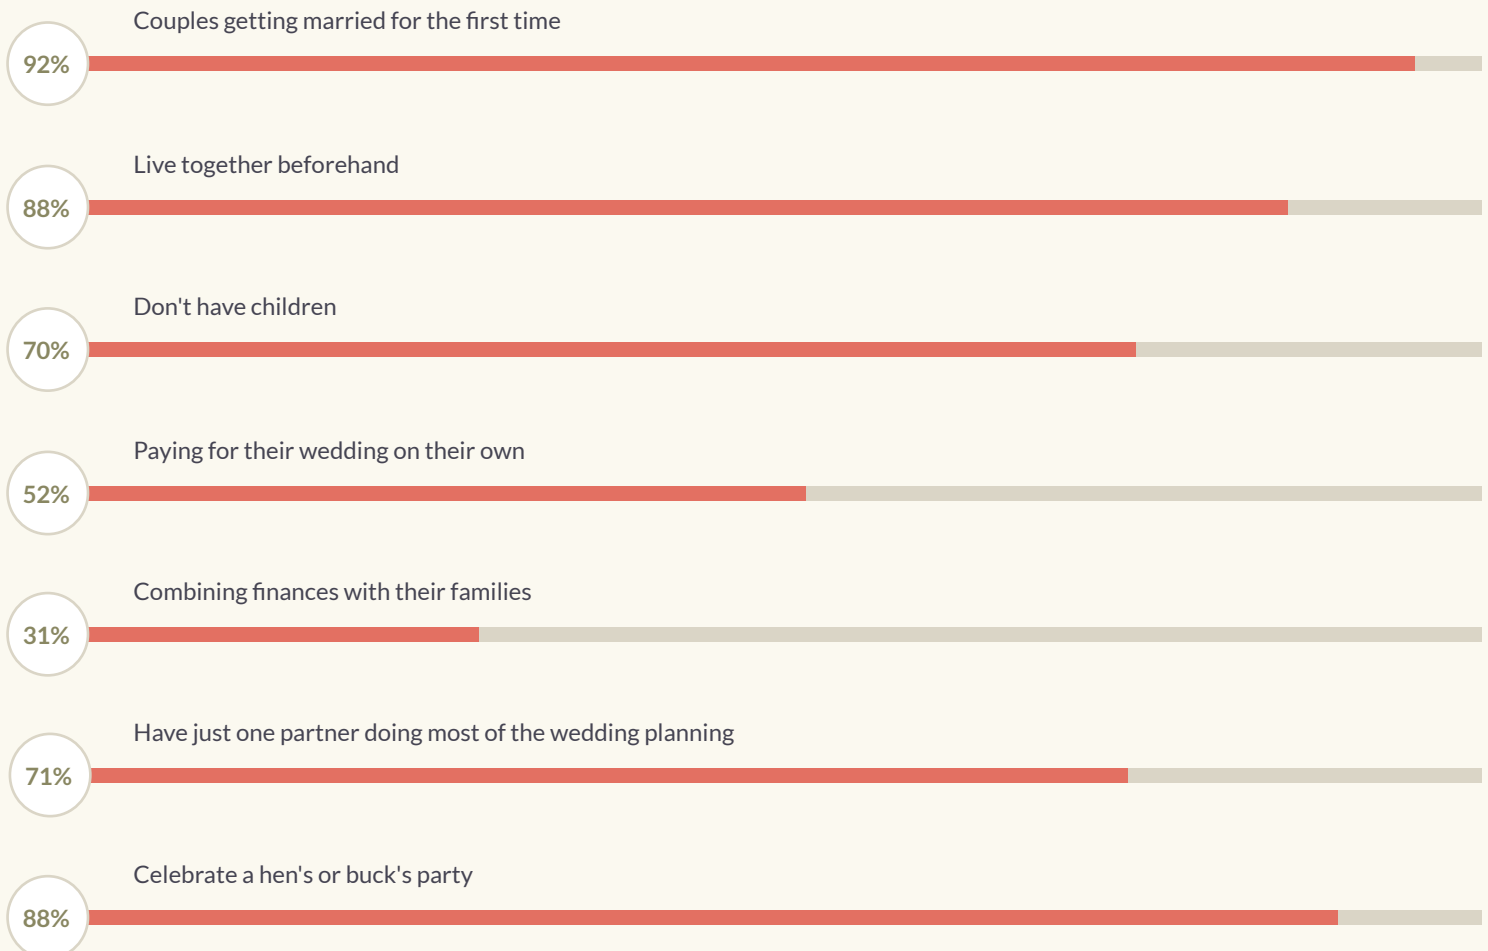 Couples getting married for the first time
92%
Live together beforehand
88%
Don't have children
70%
Paying for their wedding on their own
52%
Combining finances with their families
31%
Have just one partner doing most of the wedding planning
71%
Celebrate a hen's or buck's party
88%